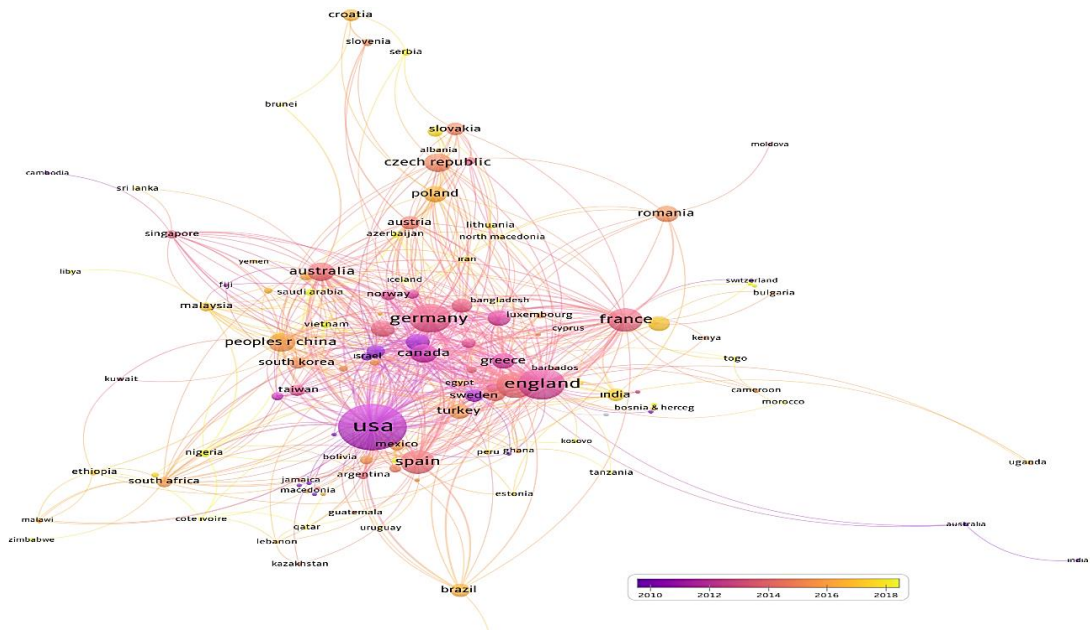 croatia
slovenia
serbia
brunei
slovakia
moldova
albania
czech republic
cambodia
sri lanka
poland
romania
austria
lithuania
singapore
azerbaijan
north macedonia
yemen
iran
libya
australia
iceland
switzerland
fiji
saudi arabia
norway
bulgaria
malaysia
bangladesh
luxembourg
germany
france
vietnam
cyprus
peoples r china
kenya
israel
canada
south korea
greece
togo
barbados
kuwait
egypt
england
taiwan
sweden
india
cameroon
morocco
turkey
bosnia & herceg
usa
mexico
kosovo
nigeria
bolivia
peru
ghana
spain
uganda
ethiopia
argentina
tanzania
south africa
jamaica
macedonia
estonia
guatemala
malawi
cote ivoire
qatar
uruguay
australia
zimbabwe
lebanon
kazakhstan
india
brazil
2010 2012 2014 2016 2018